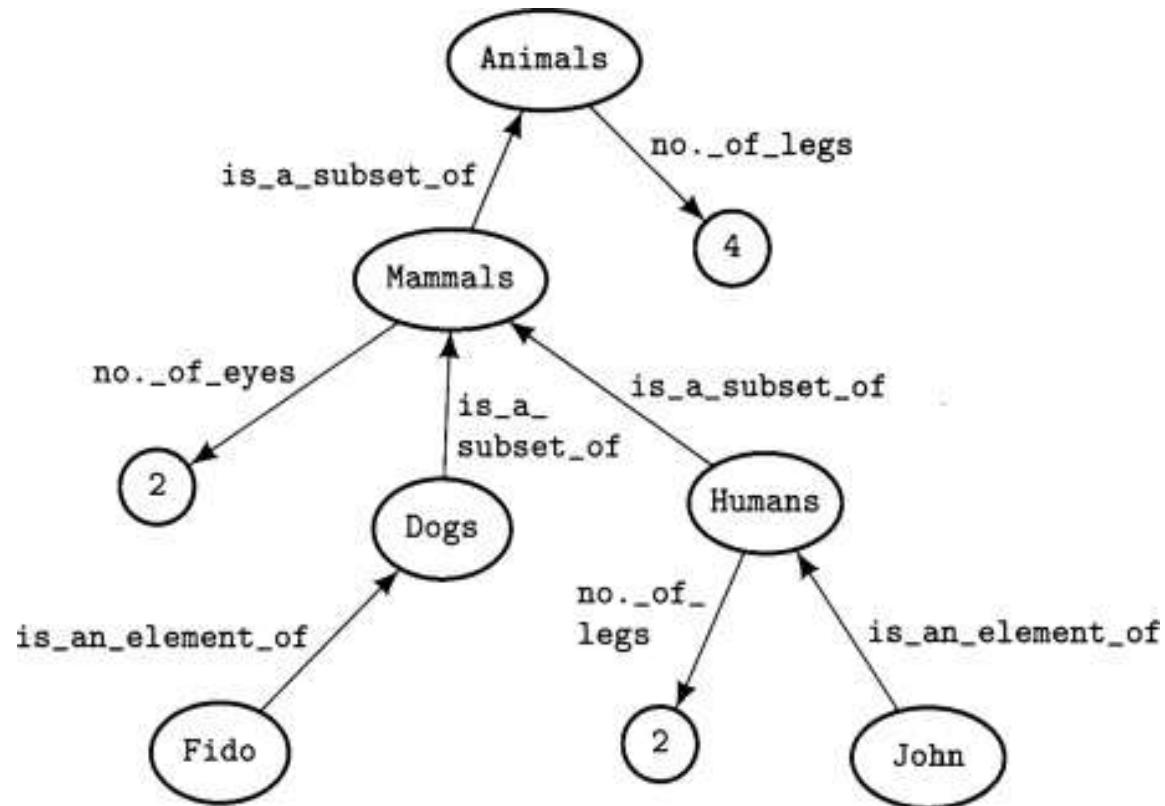 Animals
no._of_legs
is_a_subset_of
4
Mammals
no._of_eyes
is_a_subset_of
is_a_
subset_of
2
Humans
Dogs
no._of_
legs
is_an_element_of
is_an_element_of
Fido
2
John